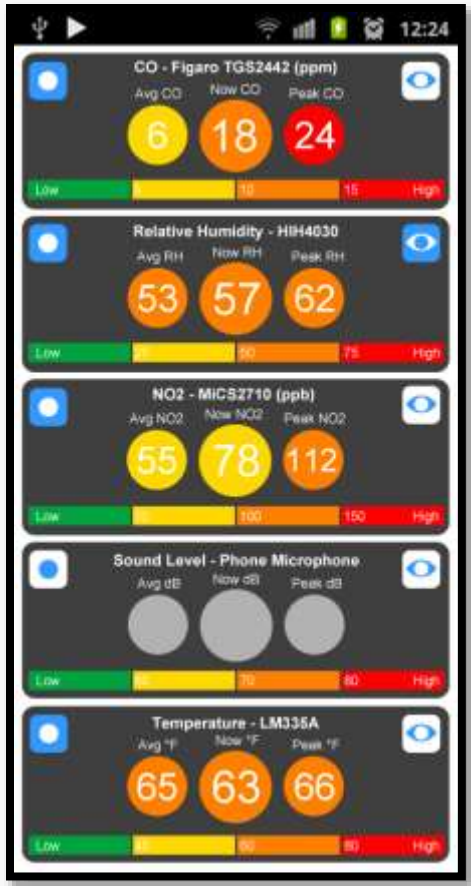 12:24
CO - Figaro TGS2442 (ppm)
Avg CO Now CO Peak CO
6 18 24
Low 10 15 High
Relative Humidity - HIH4030
Avg RH Now RH Peak RH
53 57 62
Low 75 High
NO2 - MiCS2710 (ppb)
Avg NO2 Now NO2 Peak NO2
55 78 112
Low 100 150 High
Sound Level - Phone Microphone
Avg dB Now dB Peak dB
Low 70 80 High
Temperature - LM335A
Avg °F Now °F Peak °F
65 63 66
Low 60 80 High